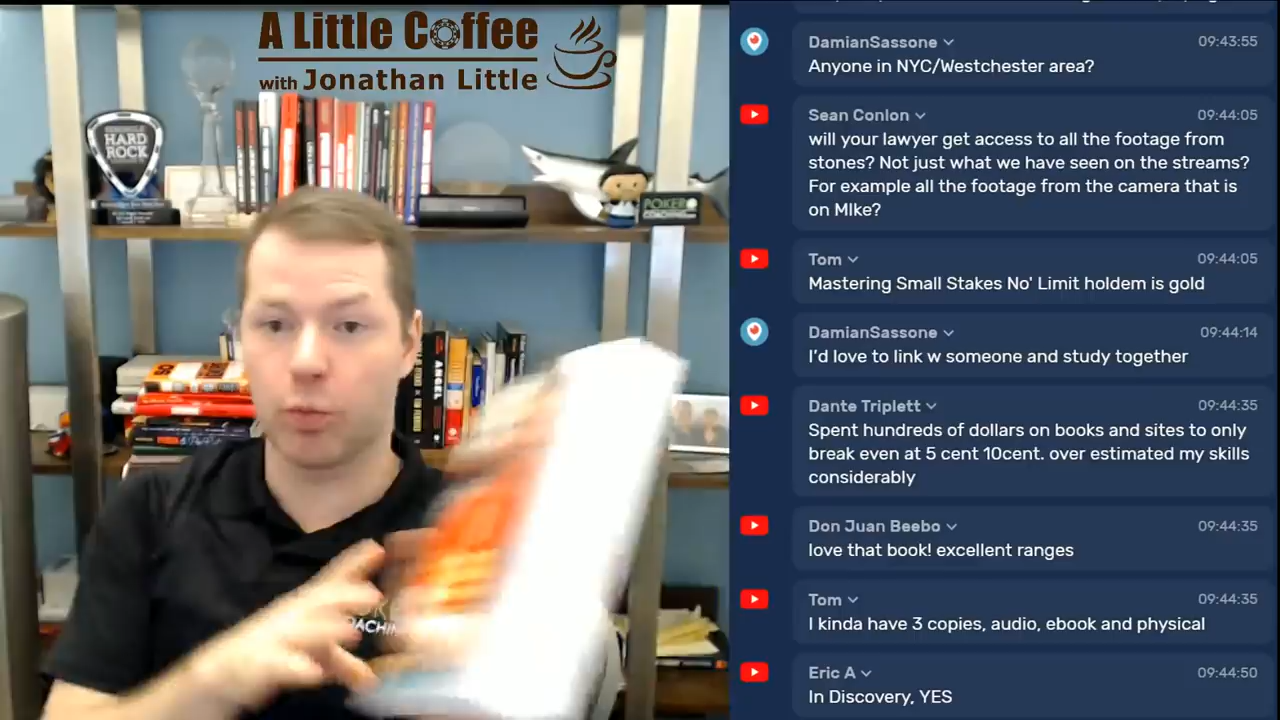 A Little Coffee
with Jonathan Little
SEMINOLE
HARD
ROCK
POKER
COACHING
ANGEL
DamianSassone
09:43:55
Anyone in NYC/Westchester area?
Sean Conlon
09:44:05
will your lawyer get access to all the footage from
stones? Not just what we have seen on the streams?
For example all the footage from the camera that is
on MIke?
Tom
09:44:05
Mastering Small Stakes No' Limit holdem is gold
DamianSassone
09:44:14
I'd love to link w someone and study together
Dante Triplett
09:44:35
Spent hundreds of dollars on books and sites to only
break even at 5 cent 10cent. over estimated my skills
considerably
Don Juan Beebo
09:44:35
love that book! excellent ranges
Tom
09:44:35
I kinda have 3 copies, audio, ebook and physical
Eric A
09:44:50
In Discovery, YES